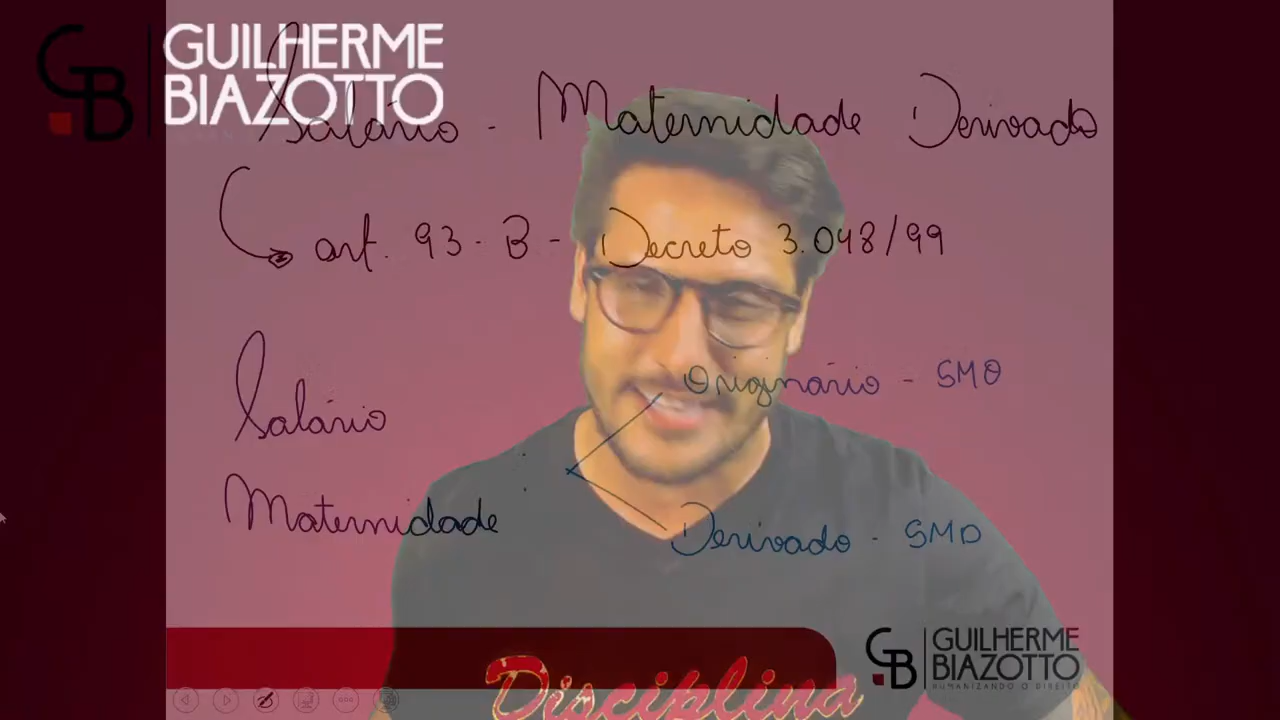 GUILHERME
BIAZOTTO
Salário - Maternidade Derivado
art. 93 - B - Decreto 3.048/99
Originário - SMO
Salário
Maternidade :
Derivado - SMD
GB GUILHERME
BIAZOTTO
HUMANIZANDO O DIREITO
Disciplina